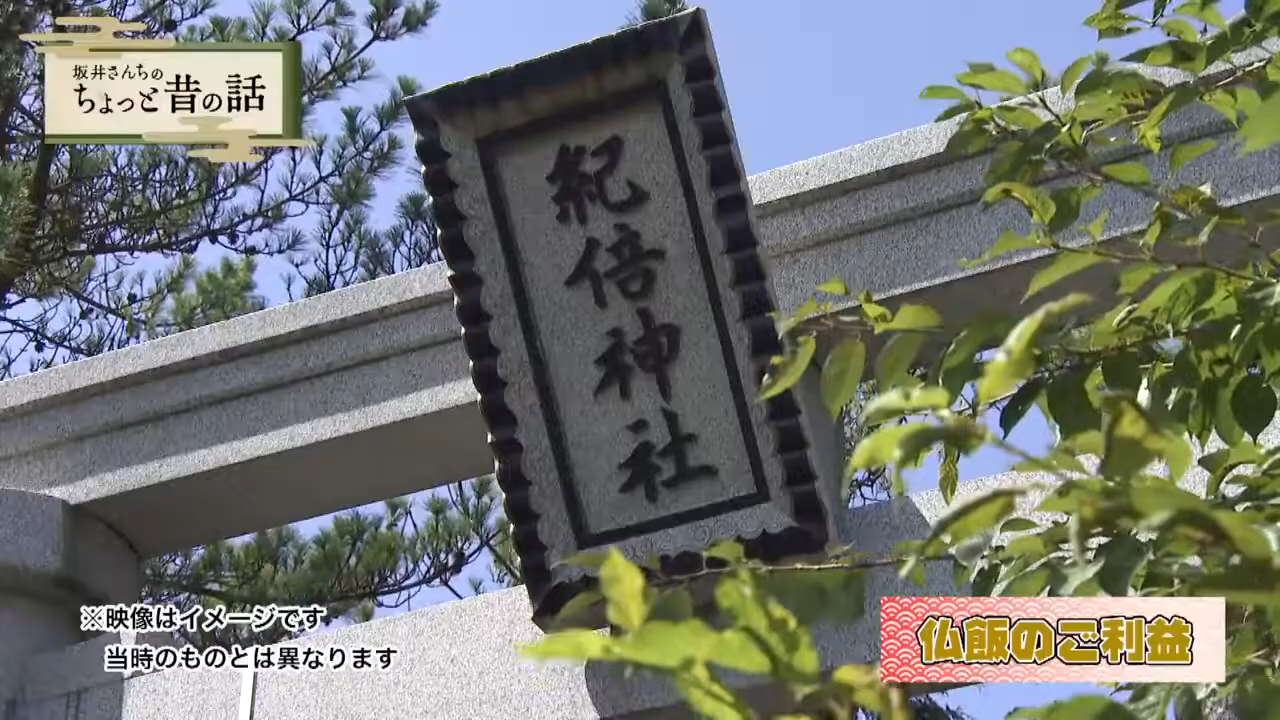 坂井さんちの
ちょっと昔の話
紀倍神社
※映像はイメージです
当時のものとは異なります
仏飯のご利益